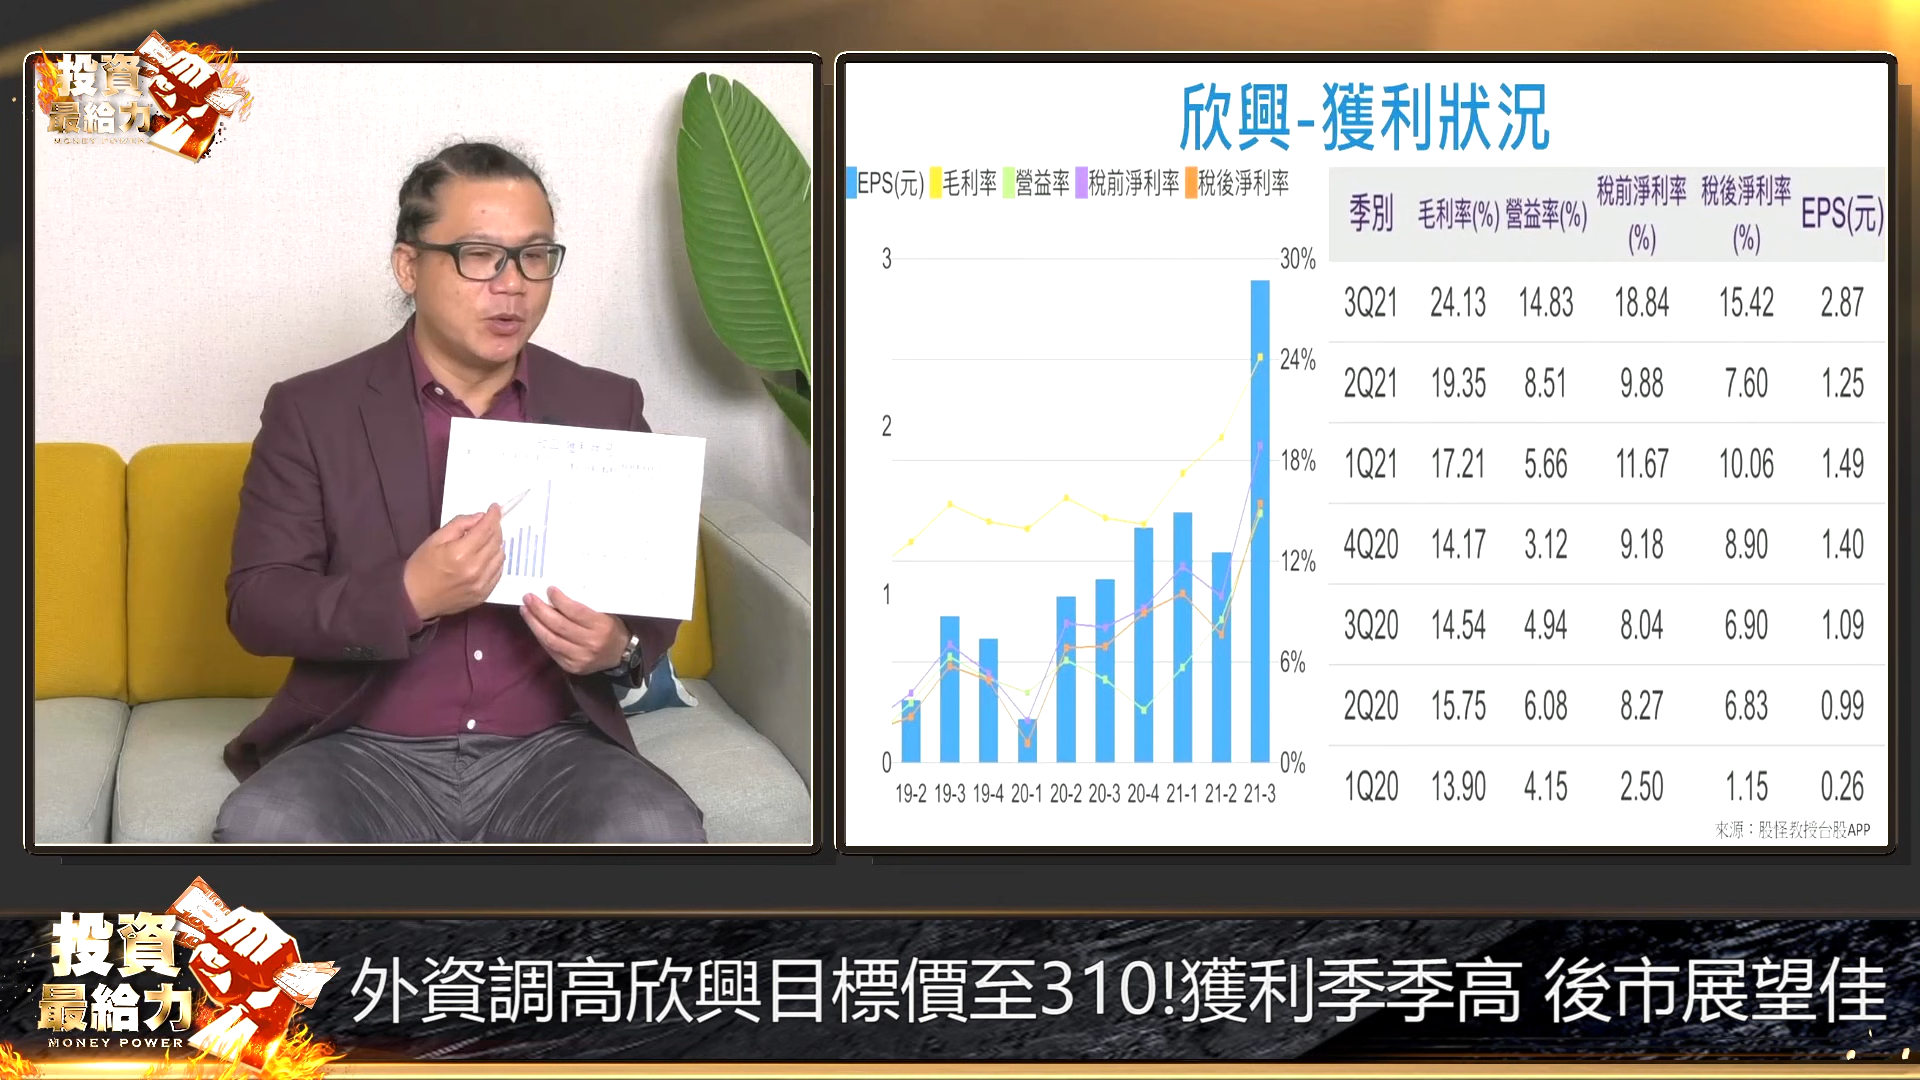 投資
最給力
MONEY POWER
欣興-獲利狀況
EPS(元) 毛利率 營益率 稅前淨利率 稅後淨利率
3 30%
24%
2
18%
12%
1
6%
0 0%
19-2 19-3 19-4 20-1 20-2 20-3 20-4 21-1 21-2 21-3
季別 毛利率(%) 營益率(%) 稅前淨利率(%) 稅後淨利率(%) EPS(元)
3Q21 24.13 14.83 18.84 15.42 2.87
2Q21 19.35 8.51 9.88 7.60 1.25
1Q21 17.21 5.66 11.67 10.06 1.49
4Q20 14.17 3.12 9.18 8.90 1.40
3Q20 14.54 4.94 8.04 6.90 1.09
2Q20 15.75 6.08 8.27 6.83 0.99
1Q20 13.90 4.15 2.50 1.15 0.26
來源：股怪教授台股APP
投資
最給力
MONEY POWER
外資調高欣興目標價至310!獲利季季高 後市展望佳